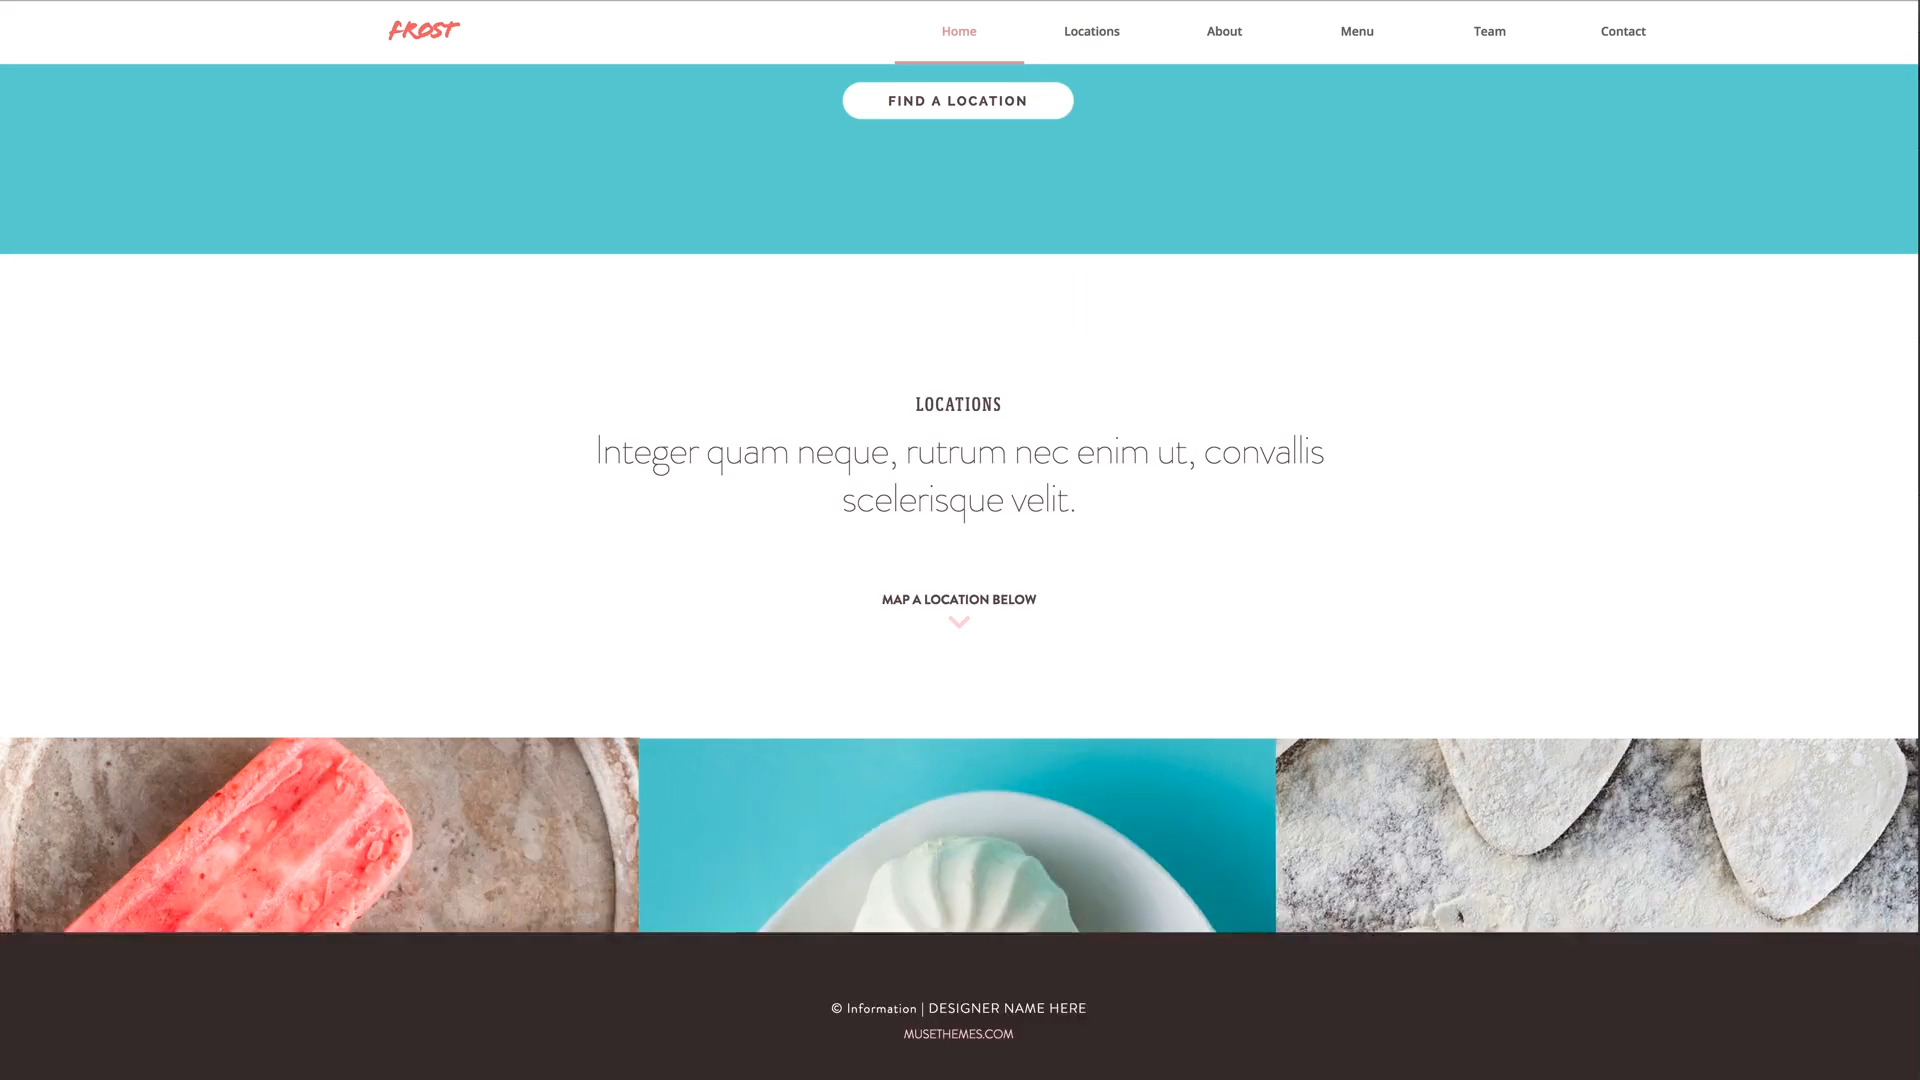 FROST
Home Locations About Menu Team Contact
FIND A LOCATION
LOCATIONS
Integer quam neque, rutrum nec enim ut, convallis
scelerisque velit.
MAP A LOCATION BELOW
© Information | DESIGNER NAME HERE
MUSETHEMES.COM